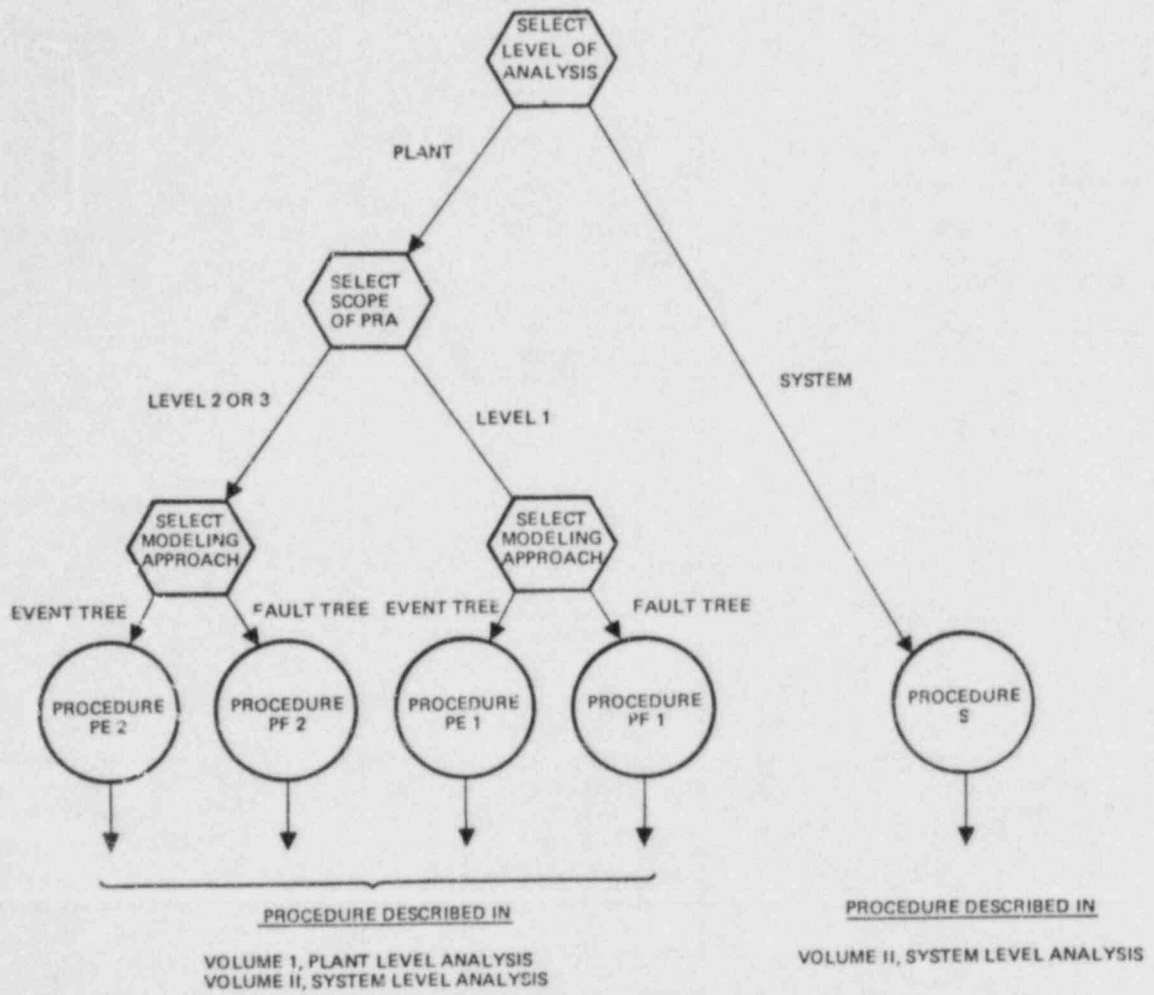 SELECT
LEVEL OF
ANALYSIS
PLANT
SELECT
SCOPE
OF PRA
SYSTEM
LEVEL 2 OR 3
LEVEL 1
SELECT
MODELING
APPROACH
SELECT
MODELING
APPROACH
EVENT TREE
FAULT TREE
EVENT TREE
FAULT TREE
PROCEDURE
PE 2
PROCEDURE
PF 2
PROCEDURE
PE 1
PROCEDURE
PF 1
PROCEDURE
S
PROCEDURE DESCRIBED IN
VOLUME 1, PLANT LEVEL ANALYSIS
VOLUME II, SYSTEM LEVEL ANALYSIS
PROCEDURE DESCRIBED IN
VOLUME II, SYSTEM LEVEL ANALYSIS